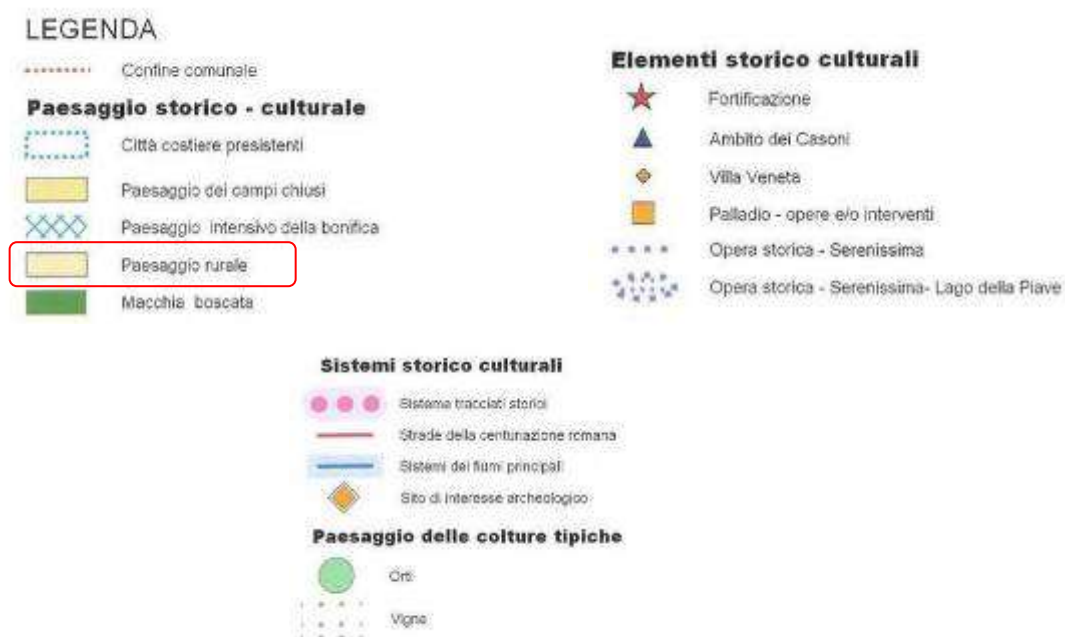 LEGENDA
Confine comunale
Paesaggio storico - culturale
Città costiere presistenti
Paesaggio dei campi chiusi
Paesaggio intensivo della bonifica
Paesaggio rurale
Macchia boscata
Elementi storico culturali
Fortificazione
Ambito dei Casoni
Villa Veneta
Palladio - opere e/o interventi
Opera storica - Serenissima
Opera storica - Serenissima- Lago della Piave
Sistemi storico culturali
Sistema tracciati storici
Strade della centuriazione romana
Sistemi dei fiumi principali
Sito di interesse archeologico
Paesaggio delle colture tipiche
Orti
Vigne